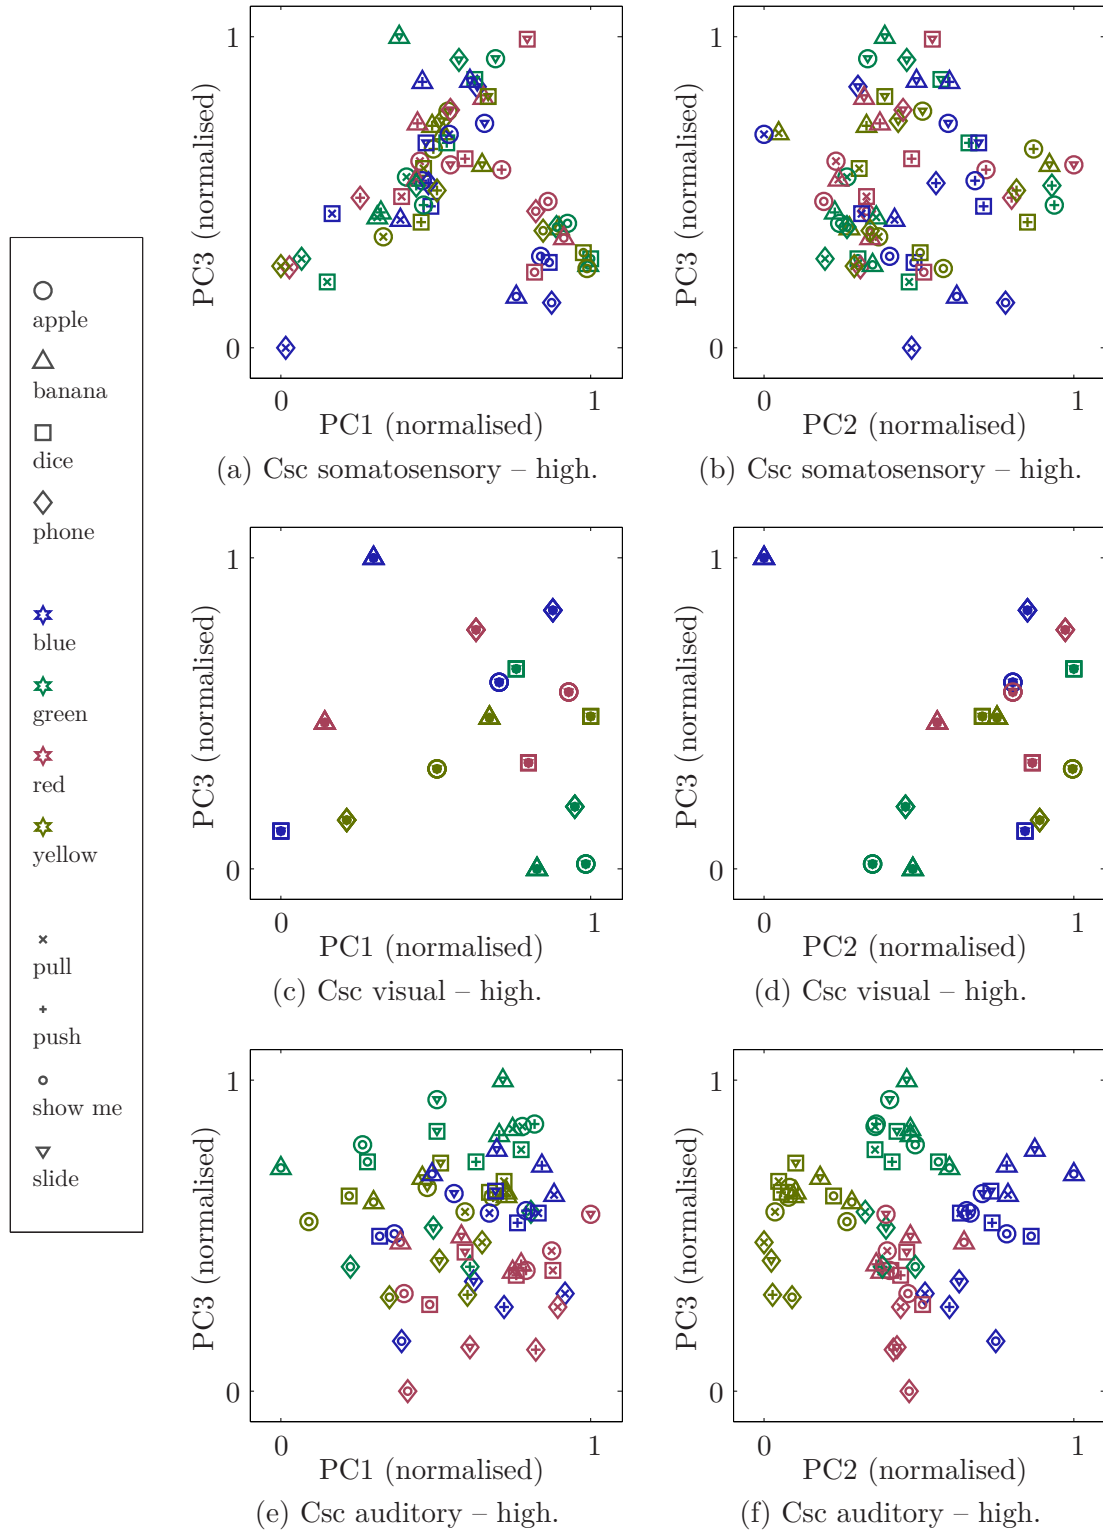 apple
banana
dice
phone
blue
green
red
yellow
pull
push
show me
slide
1
0
PC3 (normalised)
0
1
PC1 (normalised)
(a) Csc somatosensory – high.
1
0
PC3 (normalised)
0
1
PC2 (normalised)
(b) Csc somatosensory – high.
1
0
PC3 (normalised)
0
1
PC1 (normalised)
(c) Csc visual – high.
1
0
PC3 (normalised)
0
1
PC2 (normalised)
(d) Csc visual – high.
1
0
PC3 (normalised)
0
1
PC1 (normalised)
(e) Csc auditory – high.
1
0
PC3 (normalised)
0
1
PC2 (normalised)
(f) Csc auditory – high.